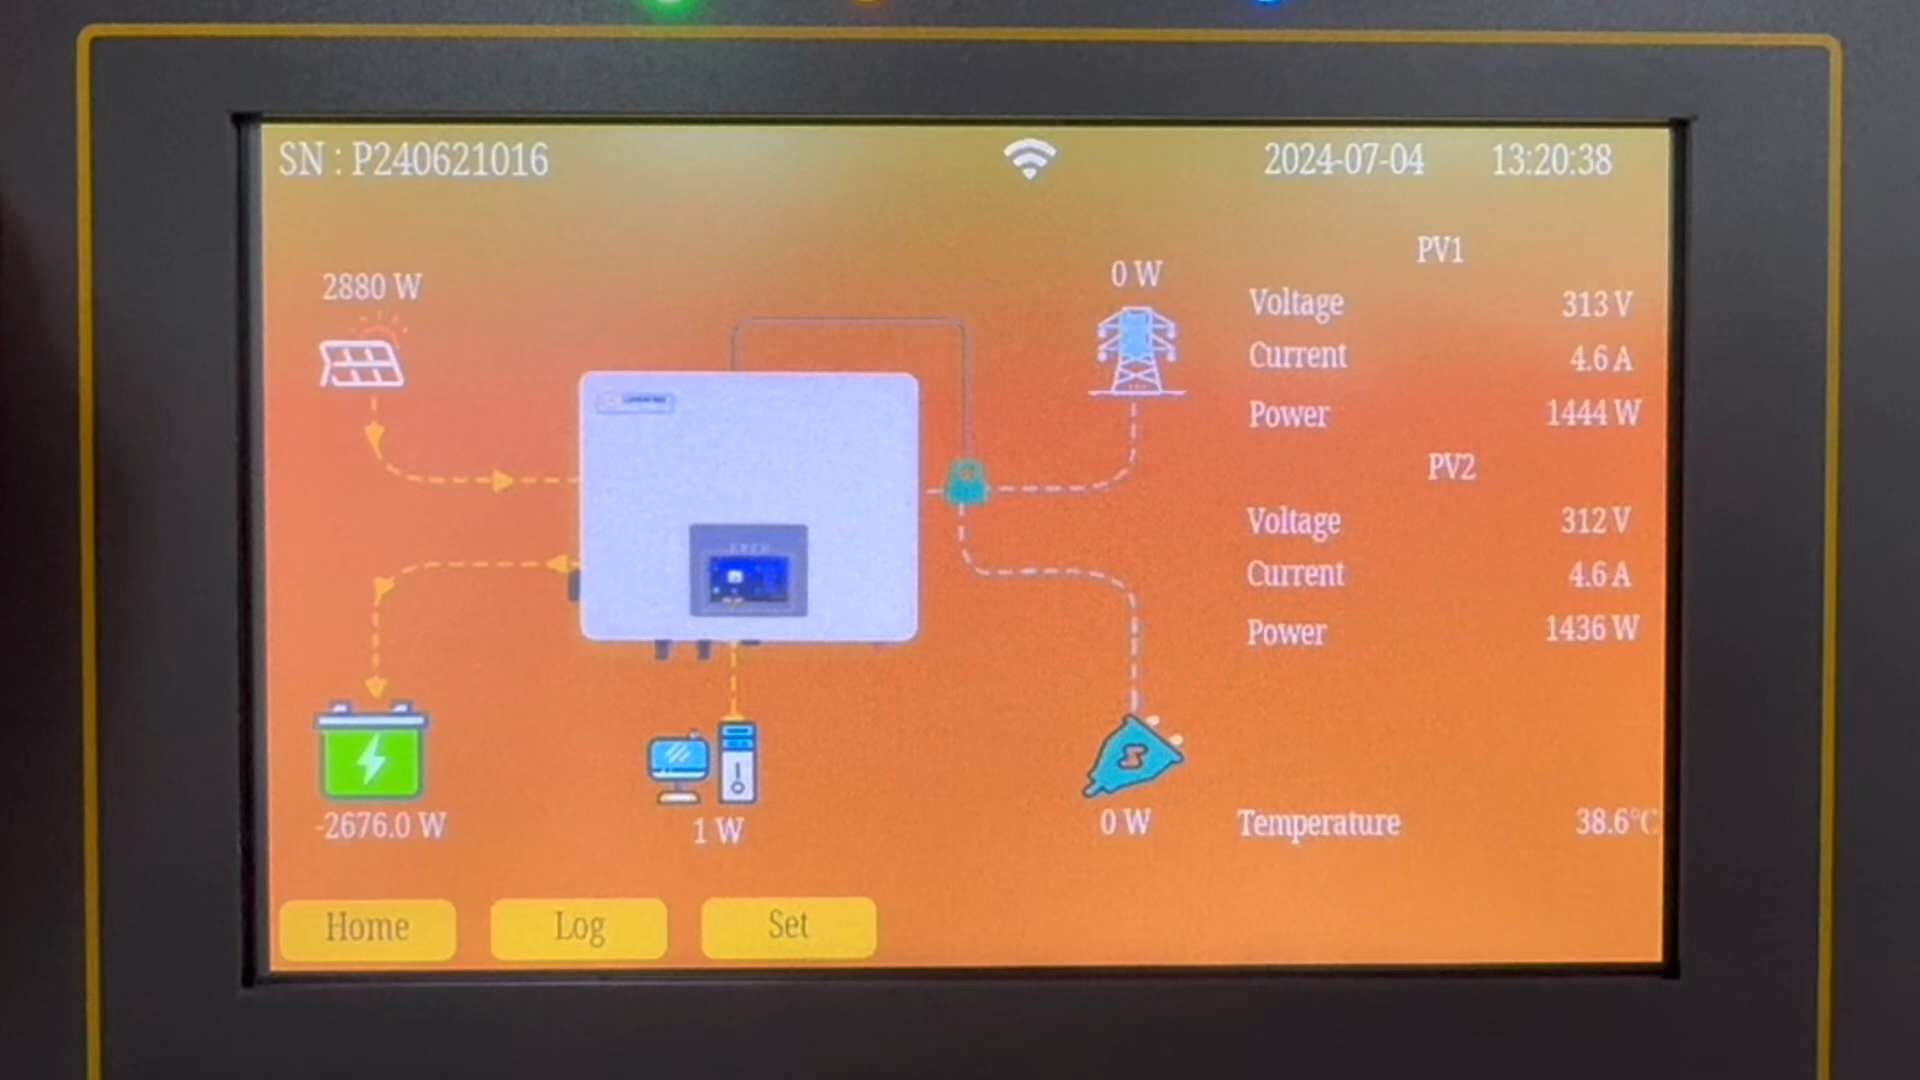 SN : P240621016 2024-07-04 13:20:38
PV1
2880 W
0 W
Voltage 313 V
Current 4.6 A
Power 1444 W
PV2
Voltage 312 V
Current 4.6 A
Power 1436 W
-2676.0 W
1 W
0 W
Temperature 38.6°C
Home Log Set